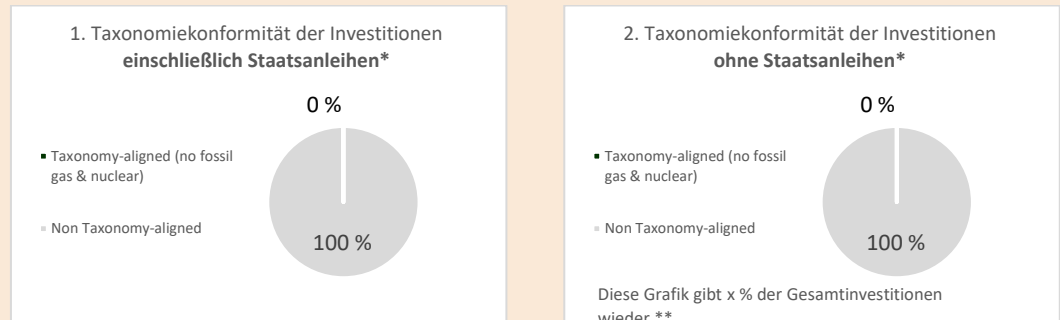 1. Taxonomiekonformität der Investitionen
einschließlich Staatsanleihen*
0 %
Taxonomy-aligned (no fossil
gas & nuclear)
Non Taxonomy-aligned
100 %
2. Taxonomiekonformität der Investitionen
ohne Staatsanleihen*
0 %
Taxonomy-aligned (no fossil
gas & nuclear)
Non Taxonomy-aligned
100 %
Diese Grafik gibt x % der Gesamtinvestitionen
wieder.**